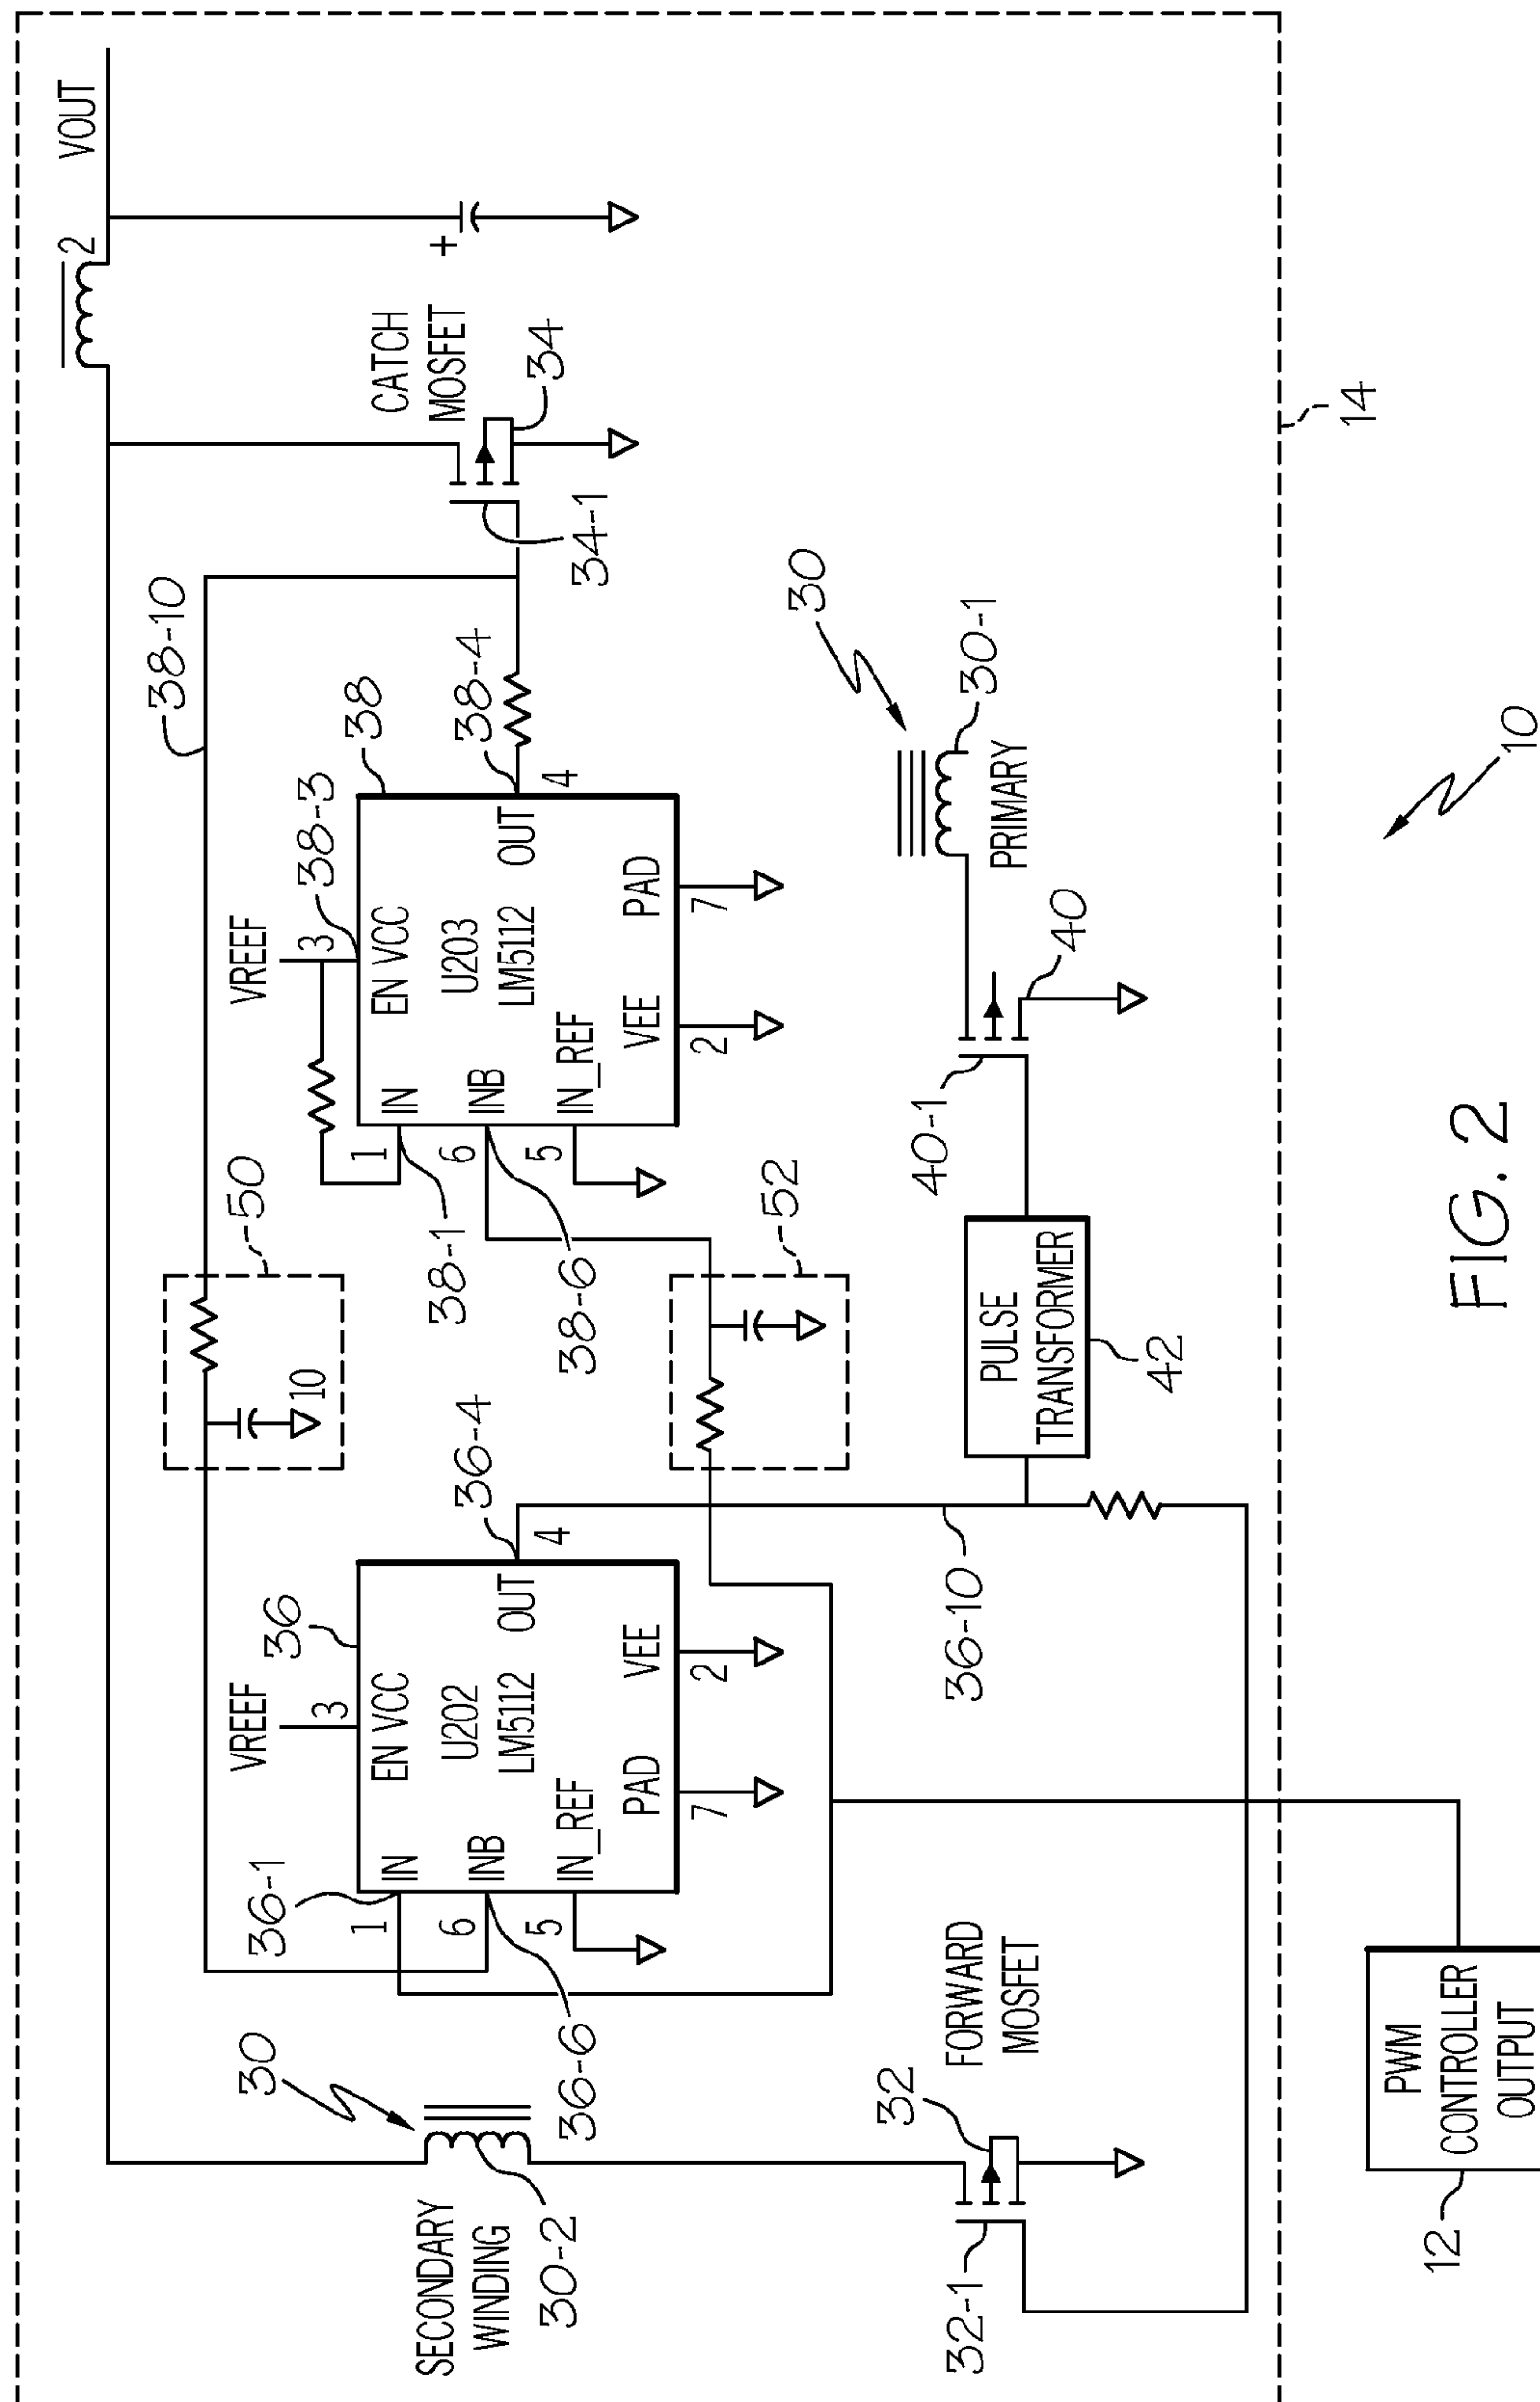 VOUT
2
+
CATCH
MOSFET
34
34-1
38-10
38
38-4
4
38-3
VREEF
3
EN VCC
U203
LM5112
OUT
PAD
7
VEE
2
IN
INB
IN_REF
1
6
5
38-1
38-6
50
10
52
30
30-1
PRIMARY
40
40-1
PULSE
TRANSFORMER
42
36-4
4
36
VREEF
3
EN VCC
U202
LM5112
OUT
VEE
2
PAD
7
IN
INB
IN_REF
1
6
5
36-1
36-6
36-10
30
SECONDARY
WINDING
30-2
FORWARD
MOSFET
32
32-1
PWM
CONTROLLER
OUTPUT
12
14
10
FIG. 2